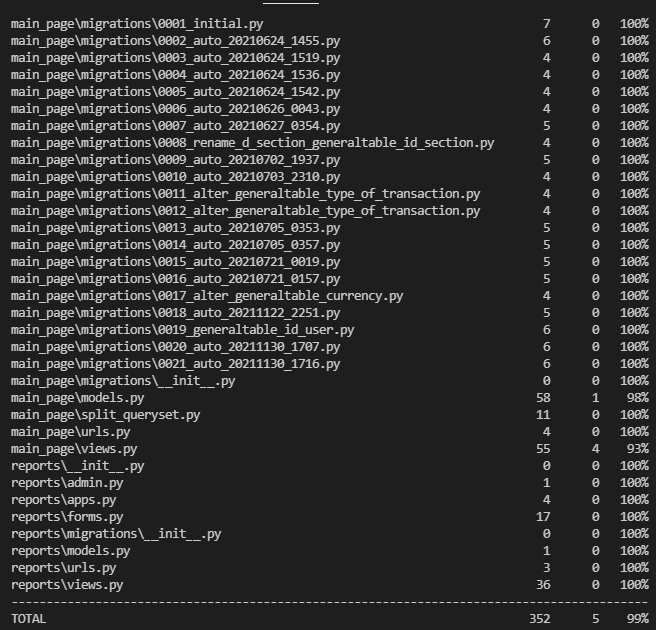 main_page\migrations\0001_initial.py 7 0 100%
main_page\migrations\0002_auto_20210624_1455.py 6 0 100%
main_page\migrations\0003_auto_20210624_1519.py 4 0 100%
main_page\migrations\0004_auto_20210624_1536.py 4 0 100%
main_page\migrations\0005_auto_20210624_1542.py 4 0 100%
main_page\migrations\0006_auto_20210626_0043.py 4 0 100%
main_page\migrations\0007_auto_20210627_0354.py 5 0 100%
main_page\migrations\0008_rename_d_section_generaltable_id_section.py 4 0 100%
main_page\migrations\0009_auto_20210702_1937.py 5 0 100%
main_page\migrations\0010_auto_20210703_2310.py 4 0 100%
main_page\migrations\0011_alter_generaltable_type_of_transaction.py 4 0 100%
main_page\migrations\0012_alter_generaltable_type_of_transaction.py 4 0 100%
main_page\migrations\0013_auto_20210705_0353.py 5 0 100%
main_page\migrations\0014_auto_20210705_0357.py 5 0 100%
main_page\migrations\0015_auto_20210721_0019.py 5 0 100%
main_page\migrations\0016_auto_20210721_0157.py 5 0 100%
main_page\migrations\0017_alter_generaltable_currency.py 4 0 100%
main_page\migrations\0018_auto_20211122_2251.py 5 0 100%
main_page\migrations\0019_generaltable_id_user.py 6 0 100%
main_page\migrations\0020_auto_20211130_1707.py 6 0 100%
main_page\migrations\0021_auto_20211130_1716.py 6 0 100%
main_page\migrations\__init__.py 0 0 100%
main_page\models.py 58 1 98%
main_page\split_queryset.py 11 0 100%
main_page\urls.py 4 0 100%
main_page\views.py 55 4 93%
reports\__init__.py 0 0 100%
reports\admin.py 1 0 100%
reports\apps.py 4 0 100%
reports\forms.py 17 0 100%
reports\migrations\__init__.py 0 0 100%
reports\models.py 1 0 100%
reports\urls.py 3 0 100%
reports\views.py 36 0 100%
-------------------------------------------------------------------------------------------
TOTAL 352 5 99%